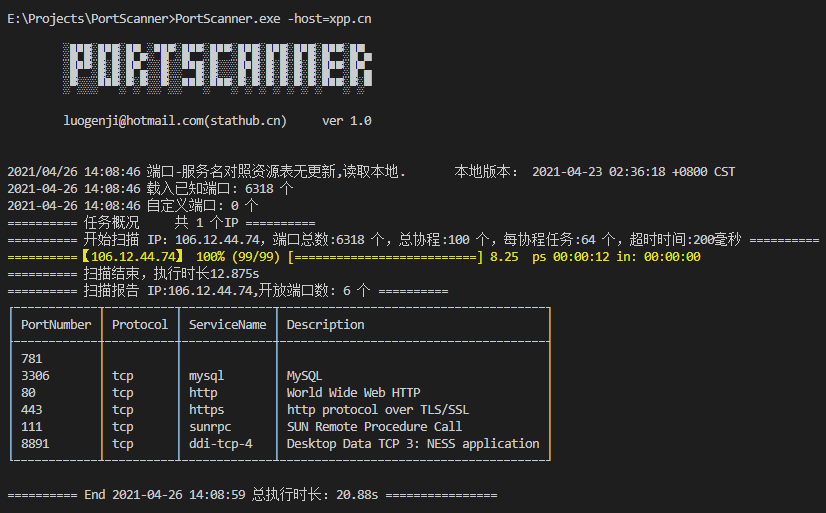 E:\Projects\PortScanner>PortScanner.exe -host=xpp.cn
luogenji@hotmail.com(stathub.cn) ver 1.0
2021/04/26 14:08:46 端口-服务名对照资源表无更新,读取本地. 本地版本: 2021-04-23 02:36:18 +0800 CST
2021-04-26 14:08:46 载入已知端口: 6318 个
2021-04-26 14:08:46 自定义端口: 0 个
========== 任务概况 共 1 个IP ==========
========== 开始扫描 IP: 106.12.44.74, 端口总数:6318 个, 总协程:100 个, 每协程任务:64 个, 超时时间:200毫秒 ==========
==========【106.12.44.74】 100% (99/99) [==========================] 8.25 ps 00:00:12 in: 00:00:00
========== 扫描结束, 执行时长12.875s
========== 扫描报告 IP:106.12.44.74,开放端口数: 6 个 ==========
PortNumber Protocol ServiceName Description
781
3306 tcp mysql MySQL
80 tcp http World Wide Web HTTP
443 tcp https http protocol over TLS/SSL
111 tcp sunrpc SUN Remote Procedure Call
8891 tcp ddi-tcp-4 Desktop Data TCP 3: NESS application
========== End 2021-04-26 14:08:59 总执行时长: 20.88s ================